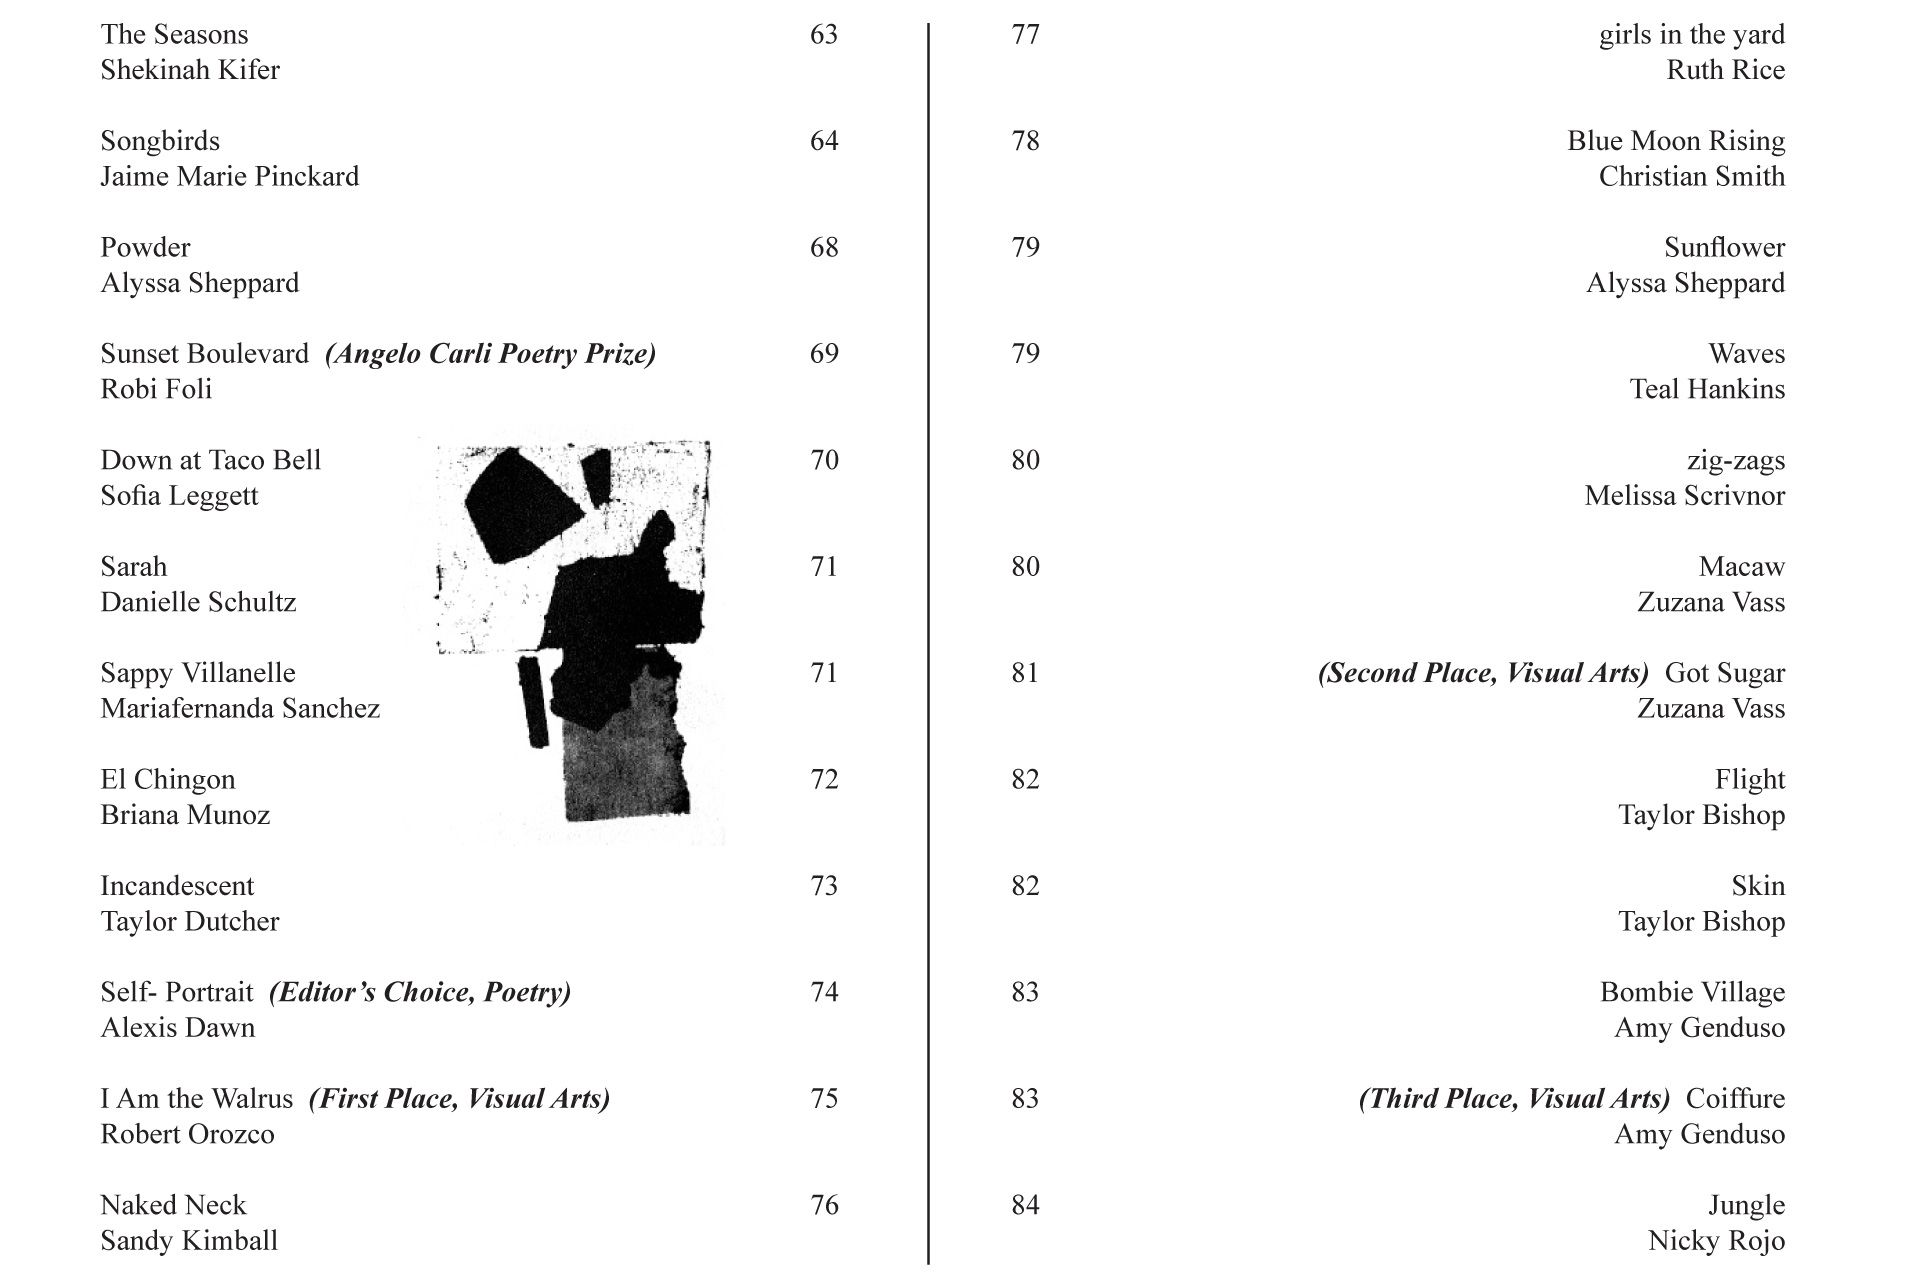 The Seasons 63
Shekinah Kifer
Songbirds 64
Jaime Marie Pinckard
Powder 68
Alyssa Sheppard
Sunset Boulevard (Angelo Carli Poetry Prize) 69
Robi Foli
Down at Taco Bell 70
Sofia Leggett
Sarah 71
Danielle Schultz
Sappy Villanelle 71
Mariafernanda Sanchez
El Chingon 72
Briana Munoz
Incandescent 73
Taylor Dutcher
Self- Portrait (Editor’s Choice, Poetry) 74
Alexis Dawn
I Am the Walrus (First Place, Visual Arts) 75
Robert Orozco
Naked Neck 76
Sandy Kimball
77 girls in the yard
Ruth Rice
78 Blue Moon Rising
Christian Smith
79 Sunflower
Alyssa Sheppard
79 Waves
Teal Hankins
80 zig-zags
Melissa Scrivnor
80 Macaw
Zuzana Vass
81 (Second Place, Visual Arts) Got Sugar
Zuzana Vass
82 Flight
Taylor Bishop
82 Skin
Taylor Bishop
83 Bombie Village
Amy Genduso
83 (Third Place, Visual Arts) Coiffure
Amy Genduso
84 Jungle
Nicky Rojo